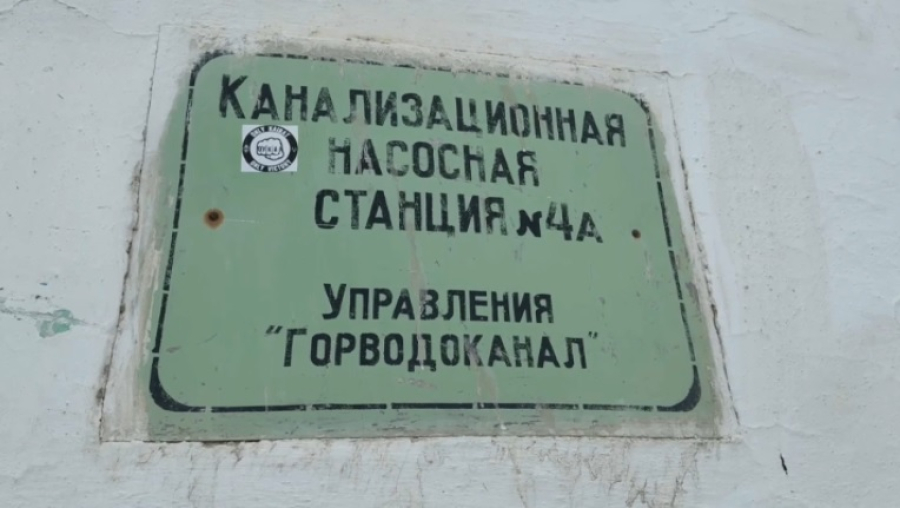 КАНАЛИЗАЦИОННАЯ
НАСОСНАЯ
СТАНЦИЯ №4А
УПРАВЛЕНИЯ
"ГОРВОДОКАНАЛ"